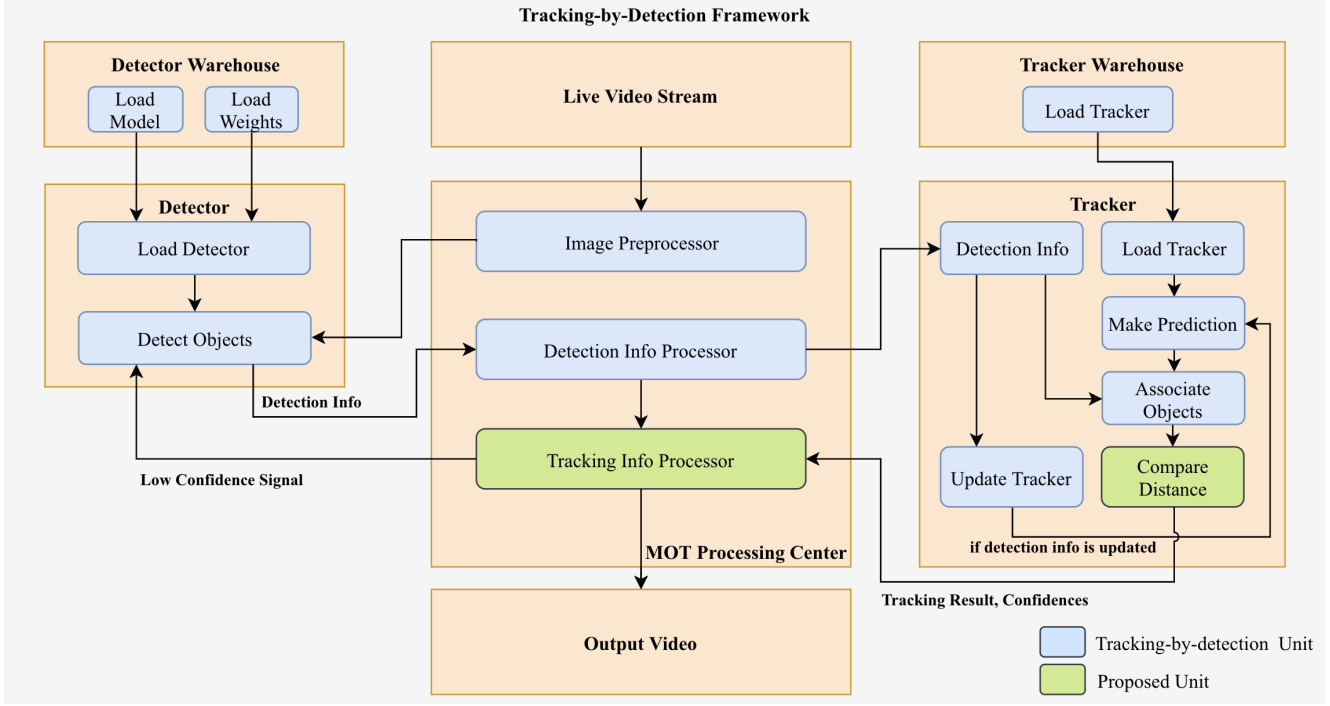 Tracking-by-Detection Framework
Detector Warehouse
Load
Model
Load
Weights
Live Video Stream
Tracker Warehouse
Load Tracker
Detector
Load Detector
Detect Objects
Detection Info
Low Confidence Signal
Image Preprocessor
Detection Info Processor
Tracking Info Processor
MOT Processing Center
Tracker
Detection Info
Load Tracker
Make Prediction
Associate
Objects
Update Tracker
Compare
Distance
if detection info is updated
Tracking Result, Confidences
Output Video
Tracking-by-detection Unit
Proposed Unit